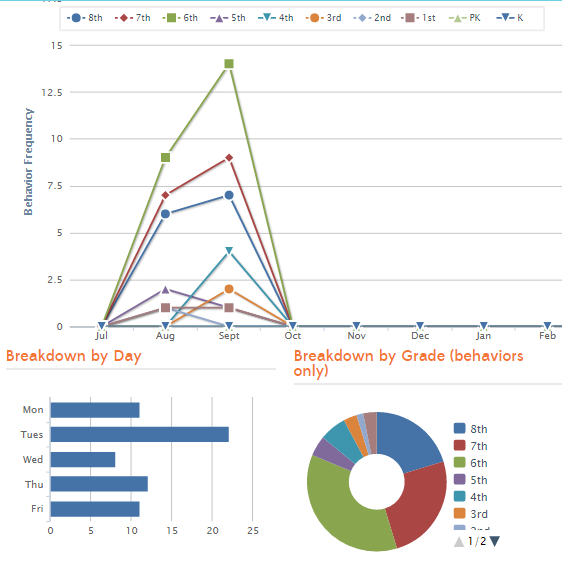 8th 7th 6th 5th 4th 3rd 2nd 1st PK K
15
12.5
10
7.5
5
2.5
0
Behavior Frequency
Jul Aug Sept Oct Nov Dec Jan Feb
Breakdown by Day
Mon
Tues
Wed
Thu
Fri
0 5 10 15 20 25
Breakdown by Grade (behaviors
only)
8th
7th
6th
5th
4th
3rd
2nd
1/2